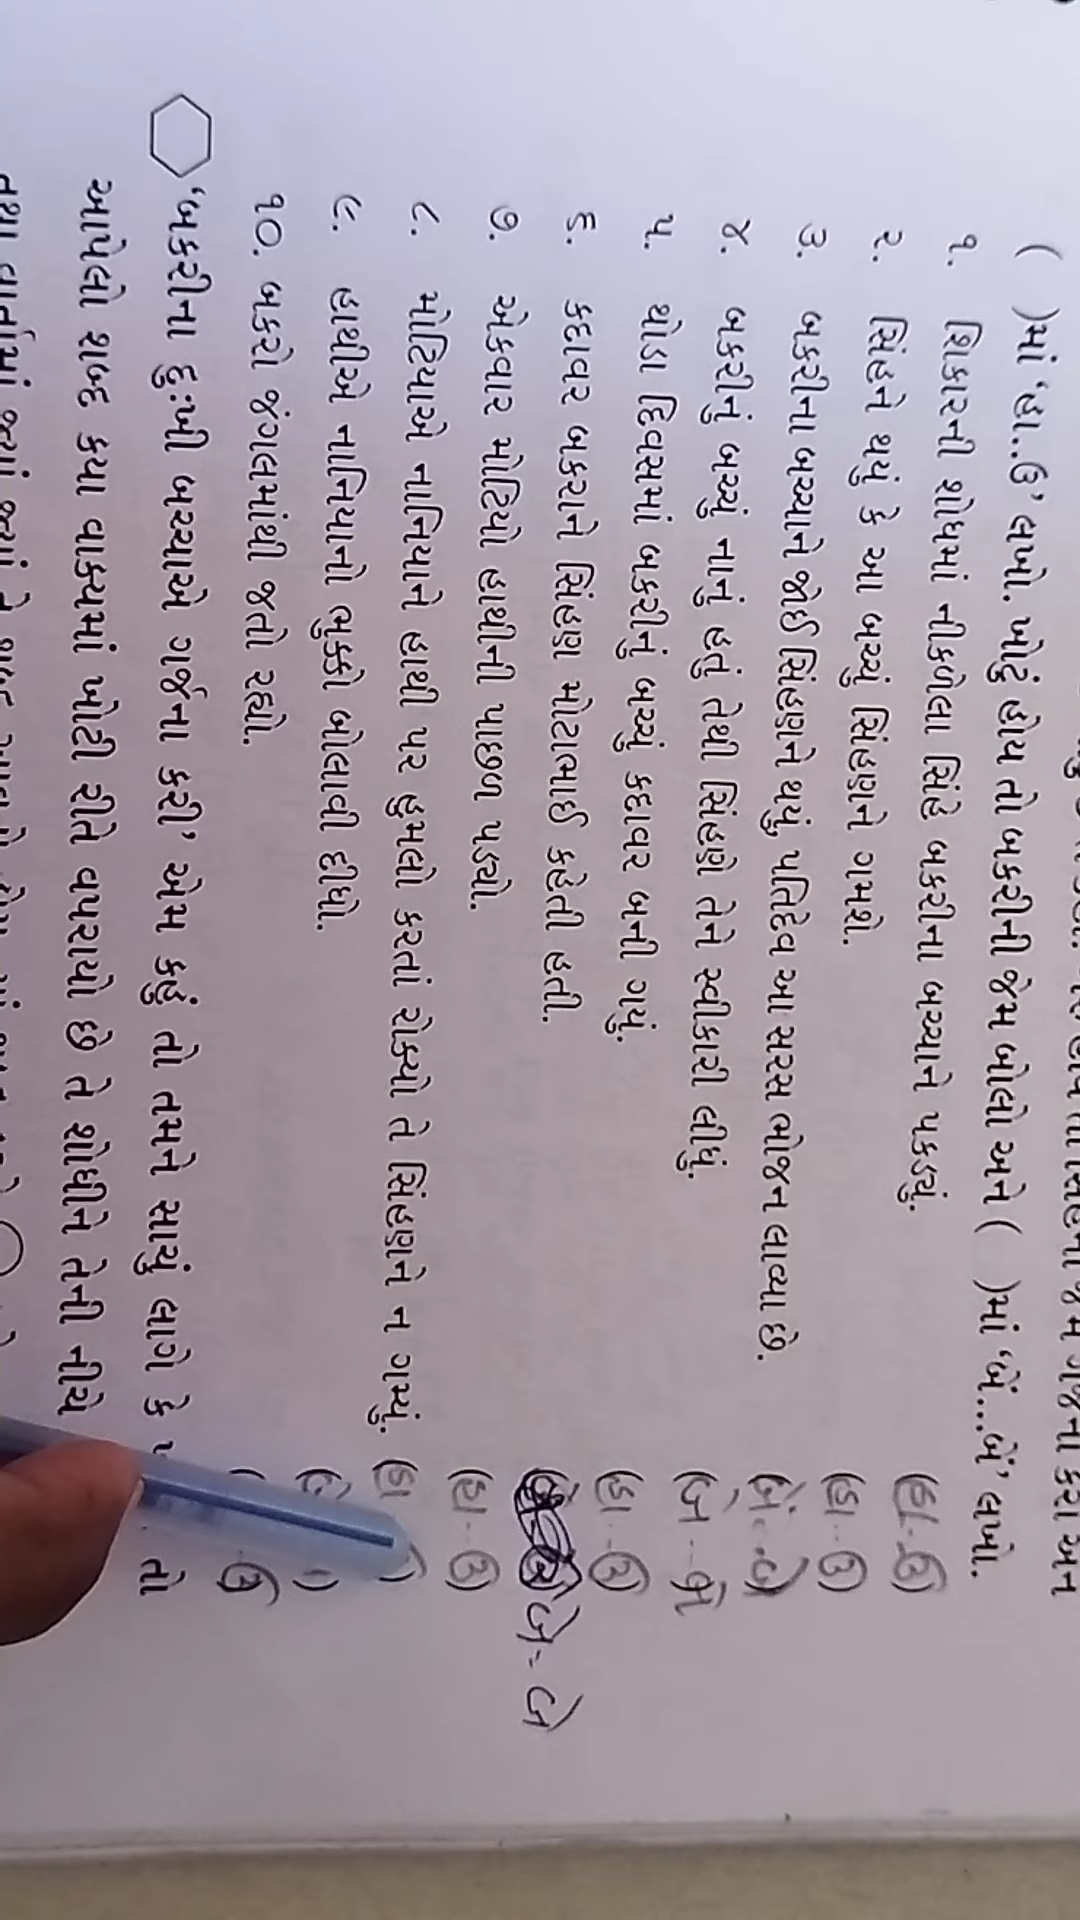 ( )માં ‘હા..ઉ’ લખો. ખોટું હોય તો બકરીની જેમ બોલો અને ( )માં ‘બેં...બેં’ લખો.
૧. શિકારની શોધમાં નીકળેલા સિંહે બકરીના બચ્ચાને પકડ્યું. (હા..ઉ)
૨. સિંહને થયું કે આ બચ્ચું સિંહણને ગમશે. (હા..ઉ)
૩. બકરીના બચ્ચાને જોઈ સિંહણને થયું, પતિદેવ આ સરસ ભોજન લાવ્યા છે. (બેં..બે)
૪. બકરીનું બચ્ચું નાનું હતું તેથી સિંહણે તેને સ્વીકારી લીધું. (બેં..બેં
૫. થોડા દિવસમાં બકરીનું બચ્ચું કદાવર બની ગયું. (હા..ઉ)
૬. કદાવર બકરાને સિંહણ મોટાભાઈ કહેતી હતી. બે-બે)
૭. એકવાર મોટિયો હાથીની પાછળ પડ્યો. (હા..ઉ)
૮. મોટિયાએ નાનિયાને હાથી પર હુમલો કરતાં રોક્યો તે સિંહણને ન ગમ્યું. (હા
૯. હાથીએ નાનિયાનો ભુક્કો બોલાવી દીધો.
૧૦. બકરો જંગલમાંથી જતો રહ્યો.
‘બકરીના દુઃખી બચ્ચાએ ગર્જના કરી’ એમ કહું તો તમને સાચું લાગે કે તો
આપેલો શબ્દ કયા વાક્યમાં ખોટી રીતે વપરાયો છે તે શોધીને તેની નીચે